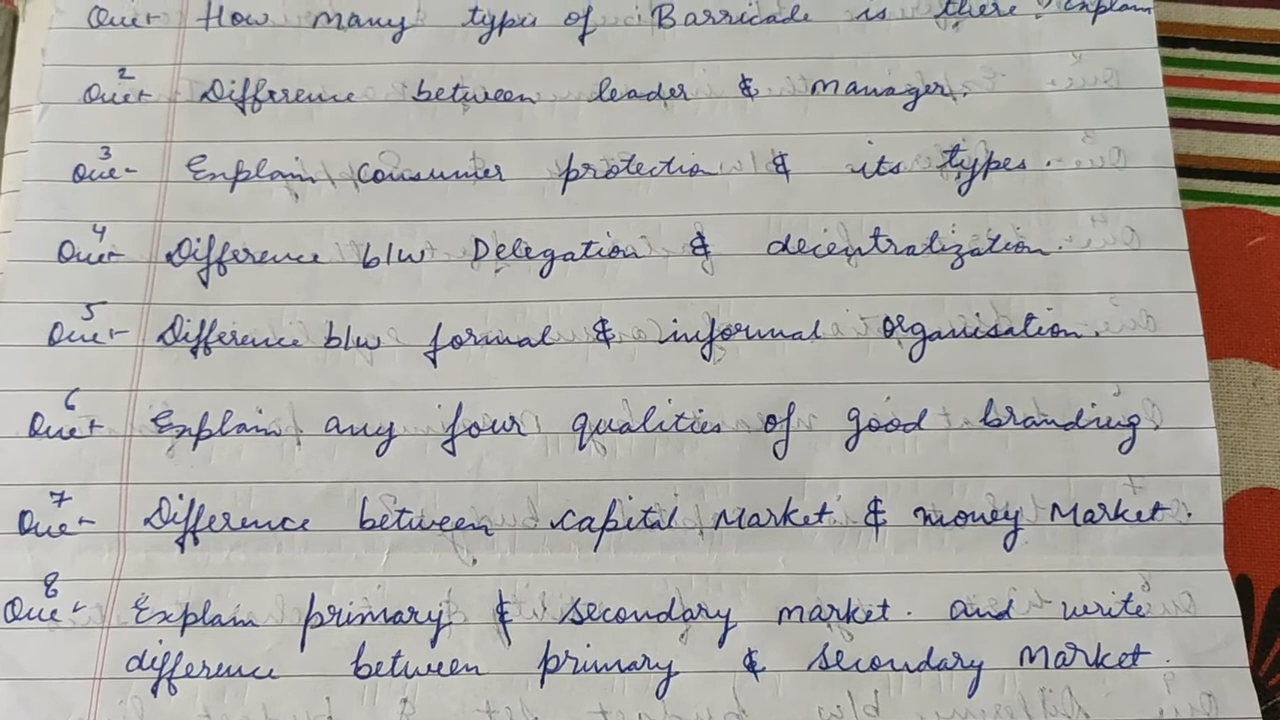 Que- How many types of Barricade is there? Explain
Que 2- Difference between leader & manager.
Que 3- Explain consumer protection & its types.
Que 4- Difference b/w Delegation & decentralization.
Que 5- Difference b/w formal & informal organisation.
Que 6- Explain any four qualities of good branding
Que 7- Difference between capital Market & money Market.
Que 8- Explain primary & secondary market. and write
difference between primary & secondary Market.